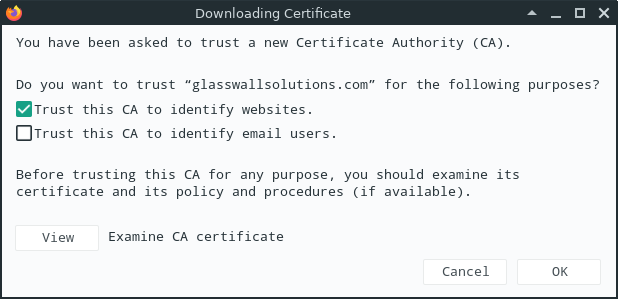 Downloading Certificate
You have been asked to trust a new Certificate Authority (CA).
Do you want to trust “glasswallsolutions.com” for the following purposes?
Trust this CA to identify websites.
Trust this CA to identify email users.
Before trusting this CA for any purpose, you should examine its
certificate and its policy and procedures (if available).
View Examine CA certificate
Cancel OK